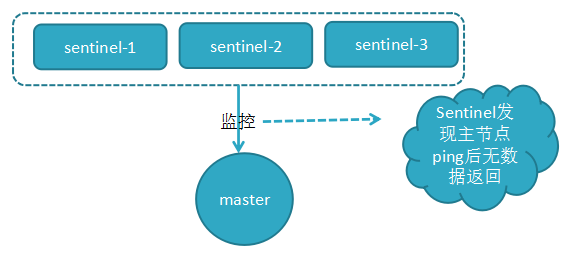 sentinel-1
sentinel-2
sentinel-3
监控
Sentinel发
现主节点
ping后无数
据返回
master